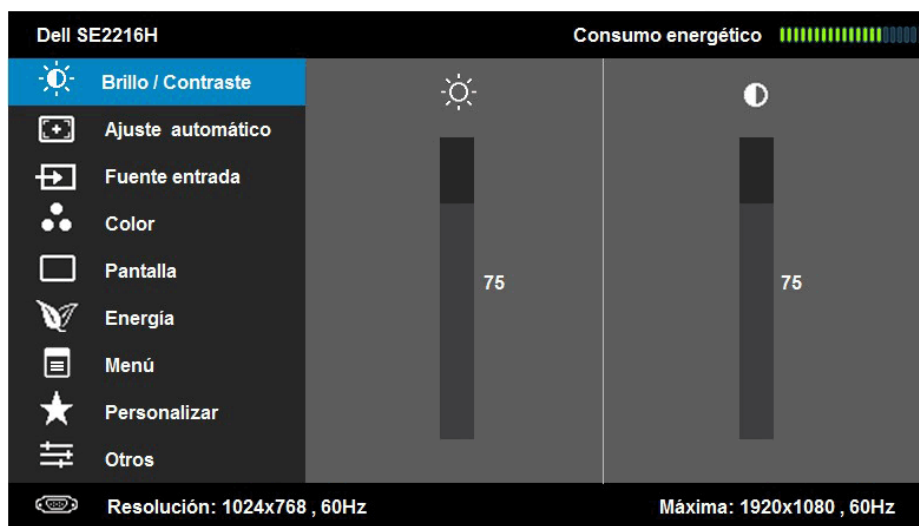 Dell SE2216H Consumo energético
Brillo / Contraste
Ajuste automático
Fuente entrada
Color
Pantalla
75 75
Energía
Menú
Personalizar
Otros
Resolución: 1024x768 , 60Hz Máxima: 1920x1080 , 60Hz